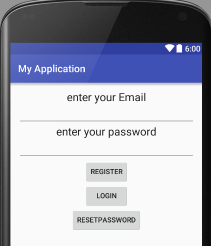 6:00
My Application
enter your Email
enter your password
REGISTER
LOGIN
RESETPASSWORD